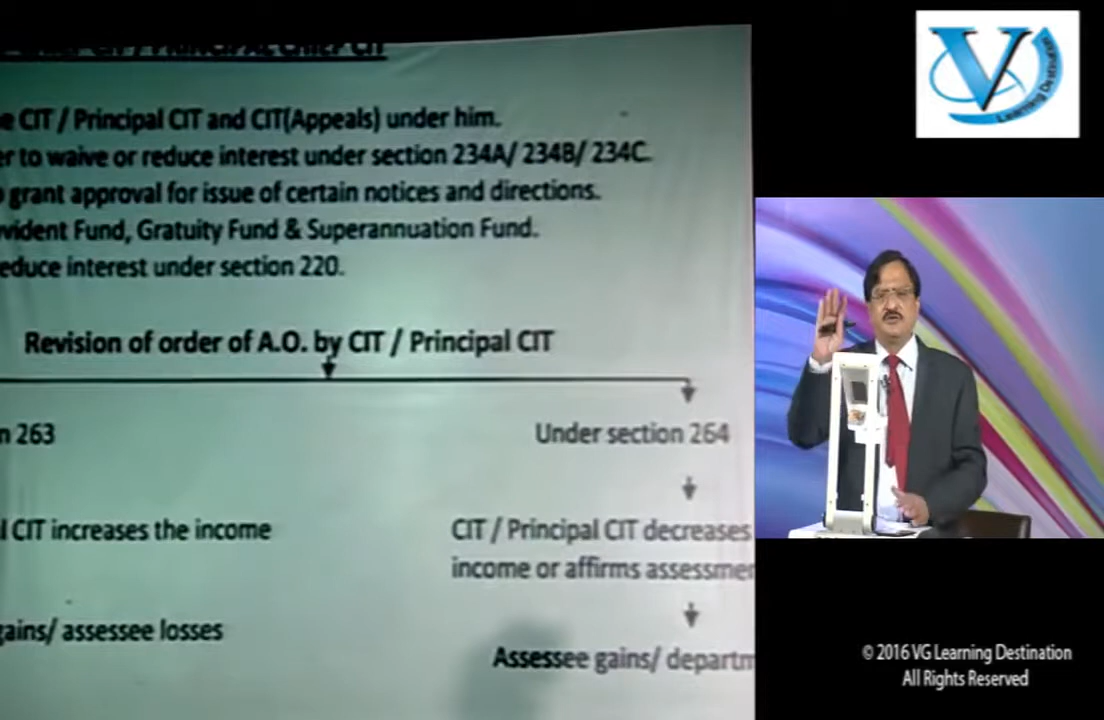 e CIT / Principal CIT and CIT(Appeals) under him.
er to waive or reduce interest under section 234A/ 234B/ 234C.
grant approval for issue of certain notices and directions.
vident Fund, Gratuity Fund & Superannuation Fund.
educe interest under section 220.
Revision of order of A.O. by CIT / Principal CIT
n 263
Under section 264
l CIT increases the income
CIT / Principal CIT decreases
income or affirms assessmen
gains/ assessee losses
Assessee gains/ departm
V
Learning Destination
© 2016 VG Learning Destination
All Rights Reserved